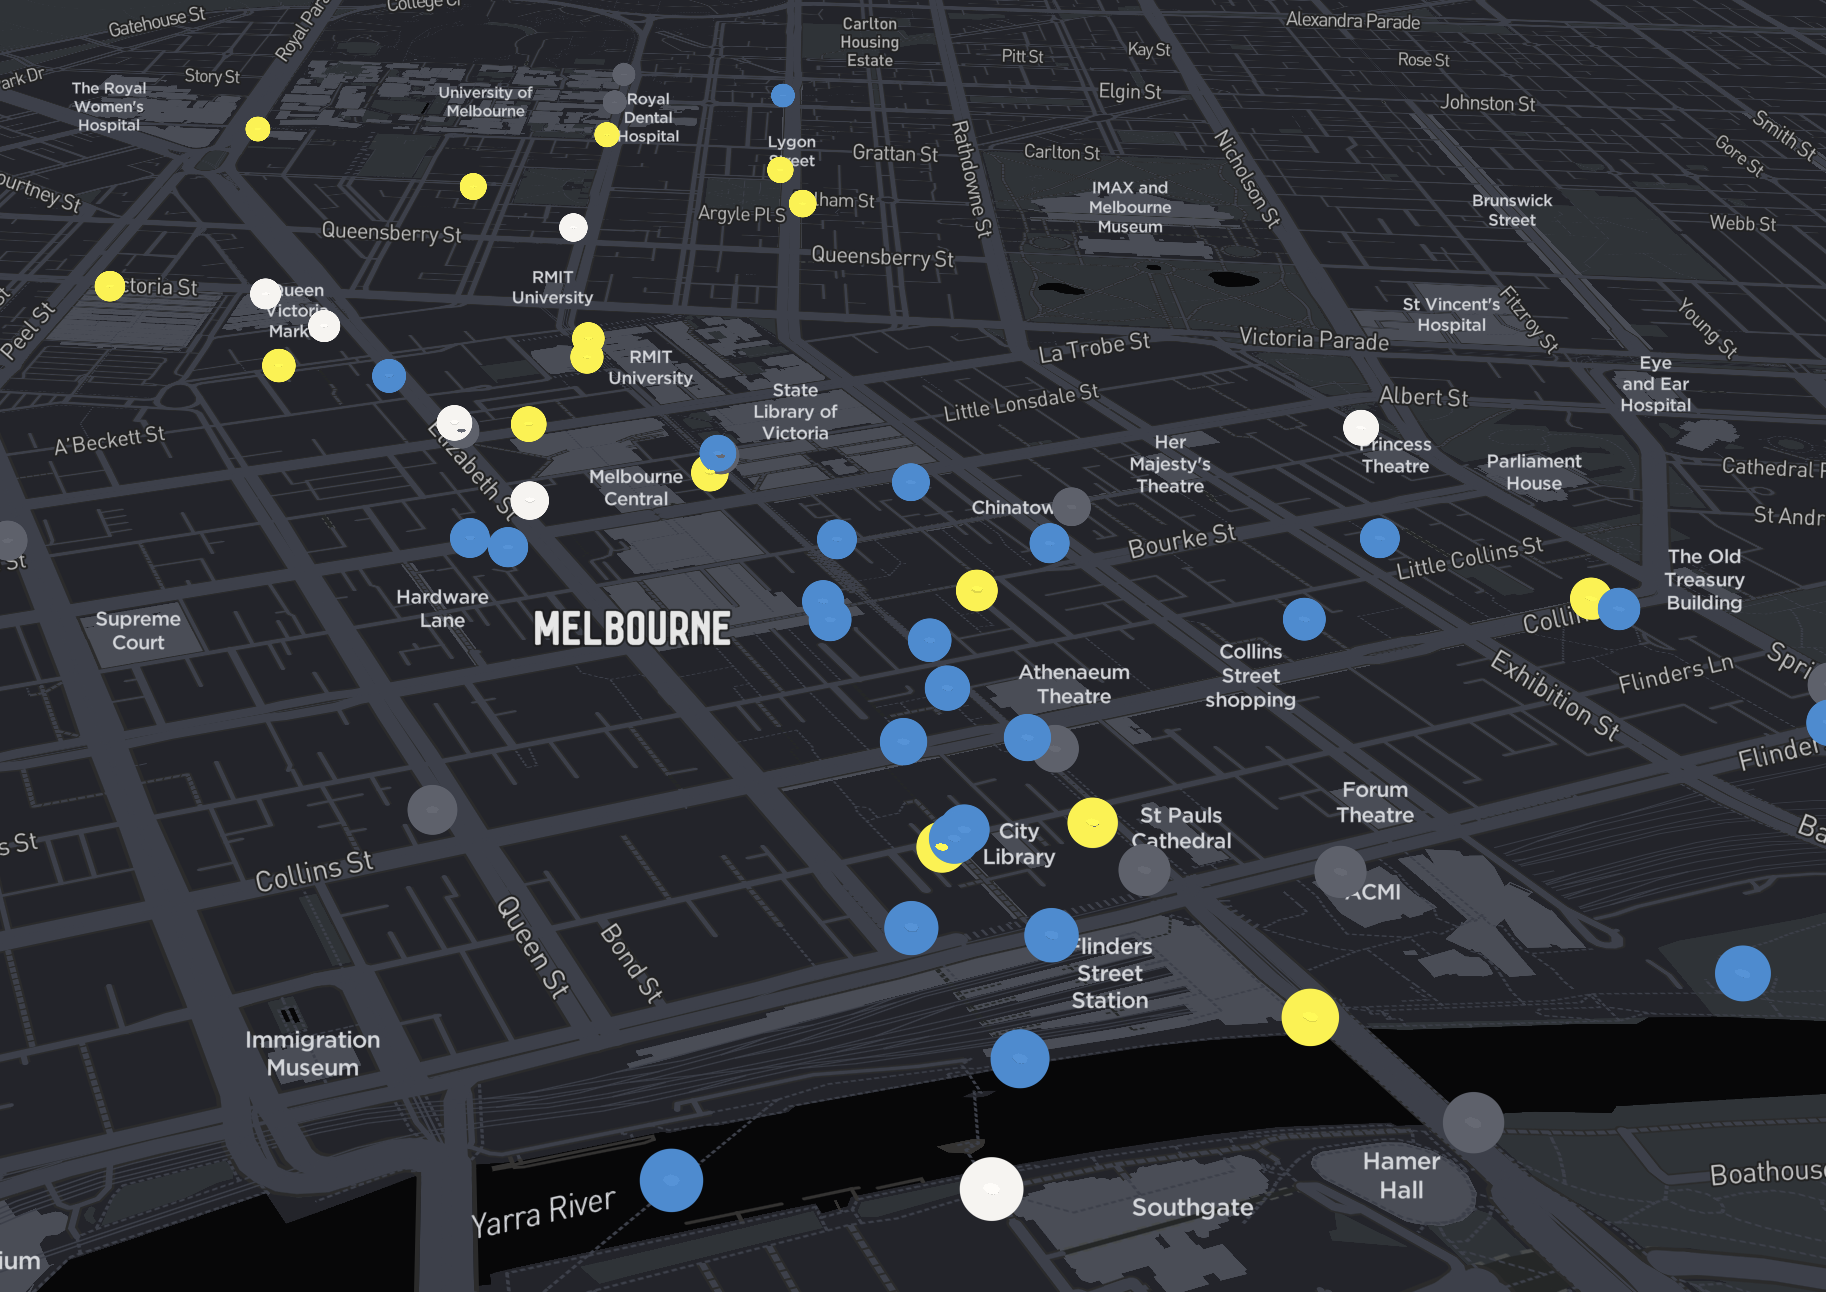 Gatehouse St
College Cr
Royal Para
Carlton
Housing
Estate
Alexandra Parade
Pitt St
Kay St
Rose St
ark Dr
Story St
The Royal
Women's
Hospital
University of
Melbourne
Royal
Dental
Hospital
Elgin St
Johnston St
Smith St
Gore St
Lygon
Street
Grattan St
Rathdowne St
Carlton St
Nicholson St
ourtney St
IMAX and
Melbourne
Museum
Brunswick
Street
Webb St
Argyle Pl S
lham St
Queensberry St
Queensberry St
RMIT
University
ctoria St
Queen
Victoria
Mark
St
Peel St
St Vincent's
Hospital
Fitzroy St
Young St
La Trobe St
Victoria Parade
RMIT
University
State
Library of
Victoria
Eye
and Ear
Hospital
Little Lonsdale St
Albert St
A'Beckett St
Elizabeth St
Her
Majesty's
Theatre
Princess
Theatre
Parliament
House
Cathedral P
Melbourne
Central
Chinatow
St Andr
Bourke St
Little Collins St
St
Hardware
Lane
The Old
Treasury
Building
Supreme
Court
MELBOURNE
Collin
Collins
Street
shopping
Athenaeum
Theatre
Exhibition St
Flinders Ln
Spri
Flinder
Forum
Theatre
St Pauls
Cathedral
City
Library
Ba
s St
Collins St
ACMI
Queen St
Bond St
Flinders
Street
Station
Immigration
Museum
Hamer
Hall
Boathous
Yarra River
Southgate
ium